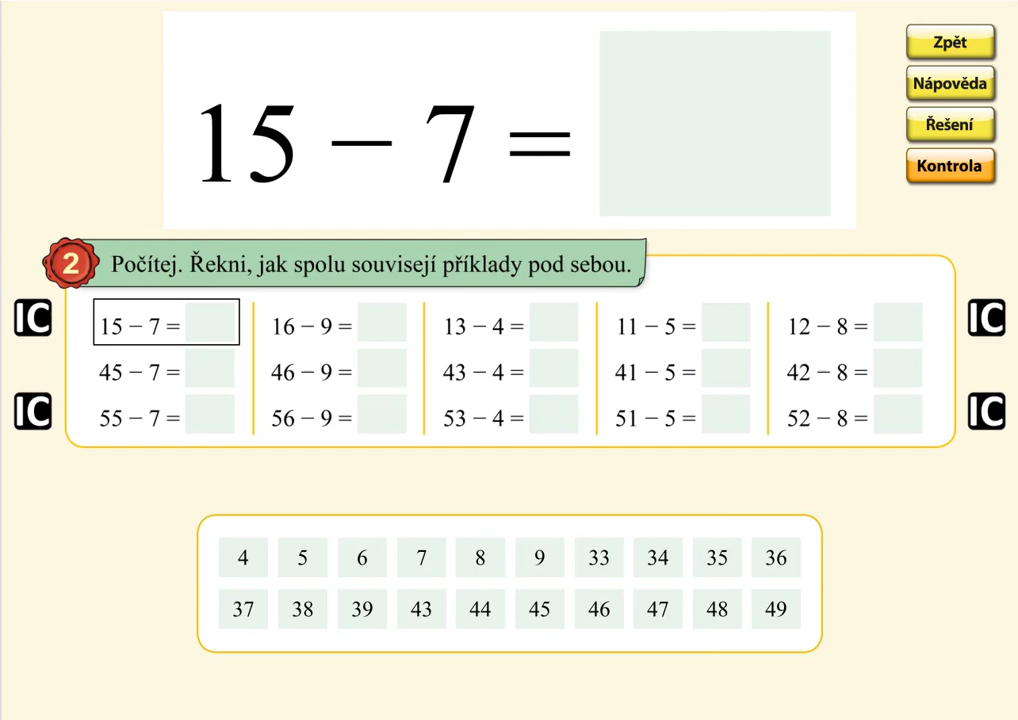 15 − 7 =
Zpět
Nápověda
Řešení
Kontrola
2 Počítej. Řekni, jak spolu souvisejí příklady pod sebou.
IC IC
15 − 7 = 16 − 9 = 13 − 4 = 11 − 5 = 12 − 8 =
45 − 7 = 46 − 9 = 43 − 4 = 41 − 5 = 42 − 8 =
IC IC
55 − 7 = 56 − 9 = 53 − 4 = 51 − 5 = 52 − 8 =
4 5 6 7 8 9 33 34 35 36
37 38 39 43 44 45 46 47 48 49